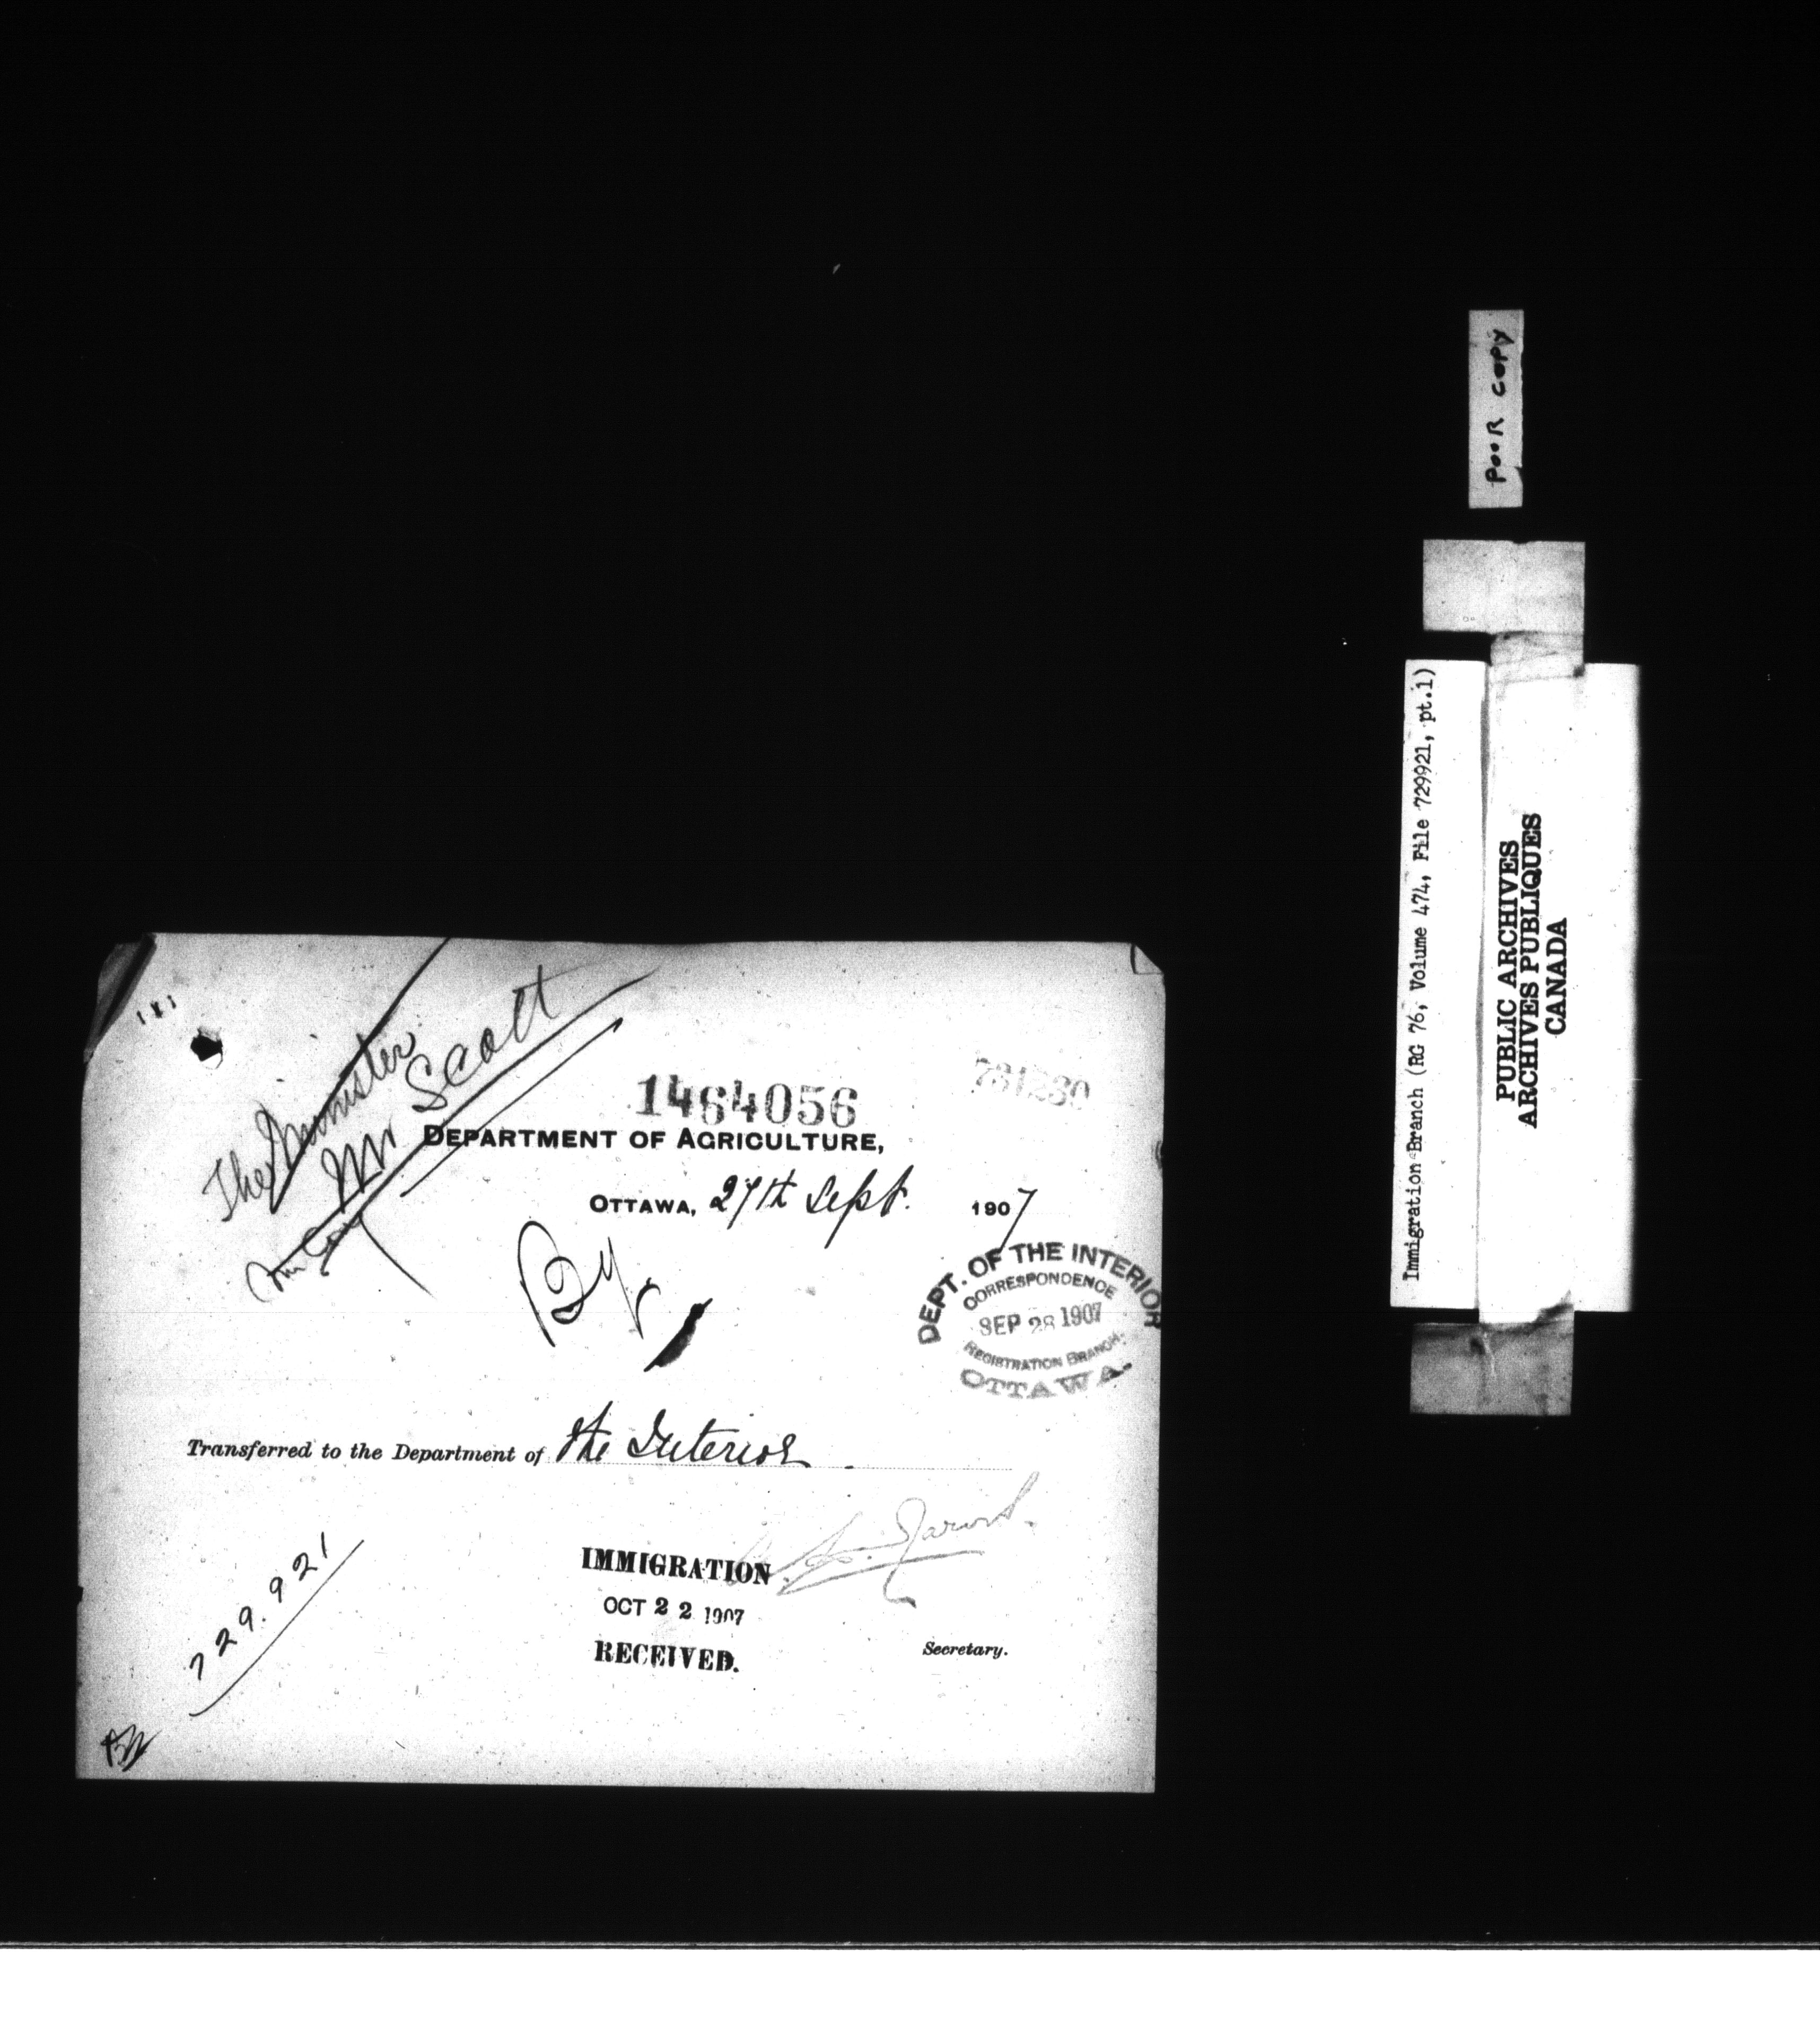 POOR COPY
Immigration Branch (RG 76, Volume 474, File 729921, pt.1)
PUBLIC ARCHIVES
ARCHIVES PUBLIQUES
CANADA
The Minister
Mr Scott
1464056
DEPARTMENT OF AGRICULTURE,
OTTAWA, 27th Sept. 1907
DEPT. OF THE INTERIOR
CORRESPONDENCE
SEP 28 1907
REGISTRATION BRANCH.
OTTAWA.
Transferred to the Department of the Interior
729.921
IMMIGRATION
OCT 22 1907
RECEIVED.
Secretary.